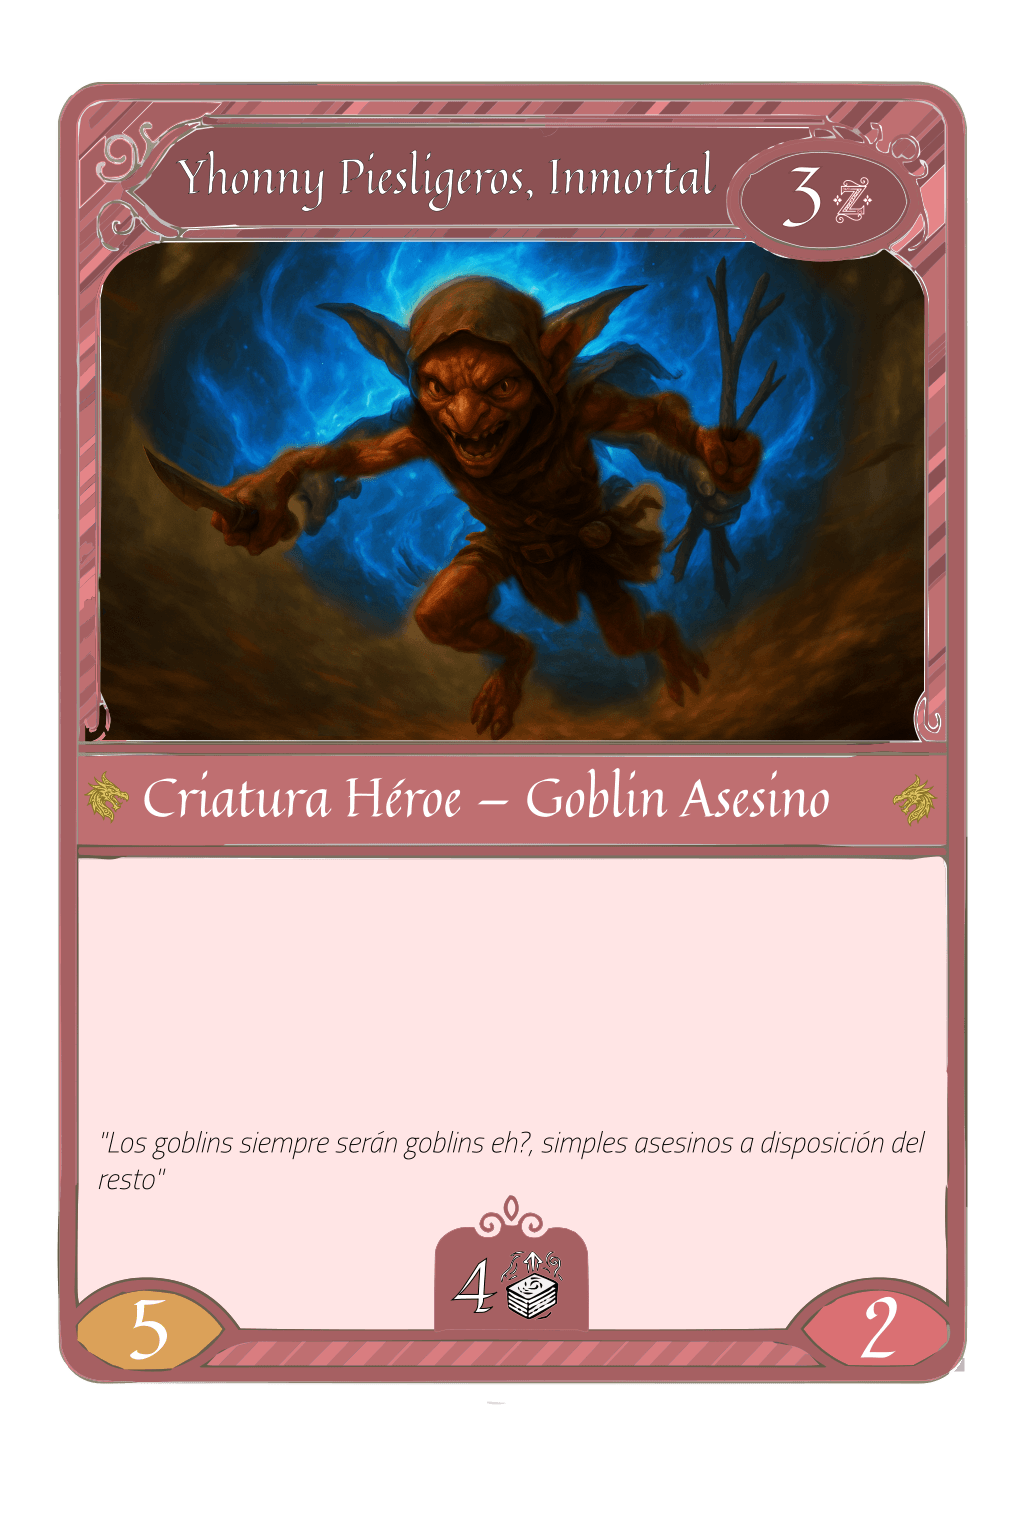 Yhonny Piesligeros, Inmortal
3 Z
Criatura Héroe – Goblin Asesino
"Los goblins siempre serán goblins eh?, simples asesinos a disposición del
resto"
4
5
2